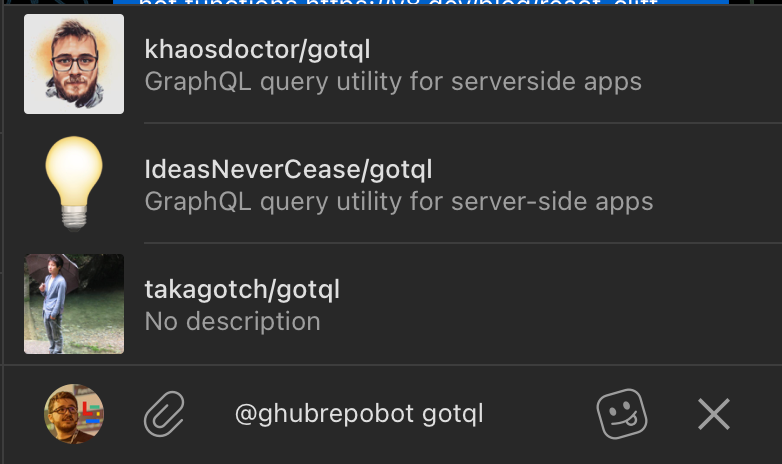 khaosdoctor/gotql
GraphQL query utility for serverside apps
IdeasNeverCease/gotql
GraphQL query utility for server-side apps
takagotch/gotql
No description
@ghubrepobot gotql